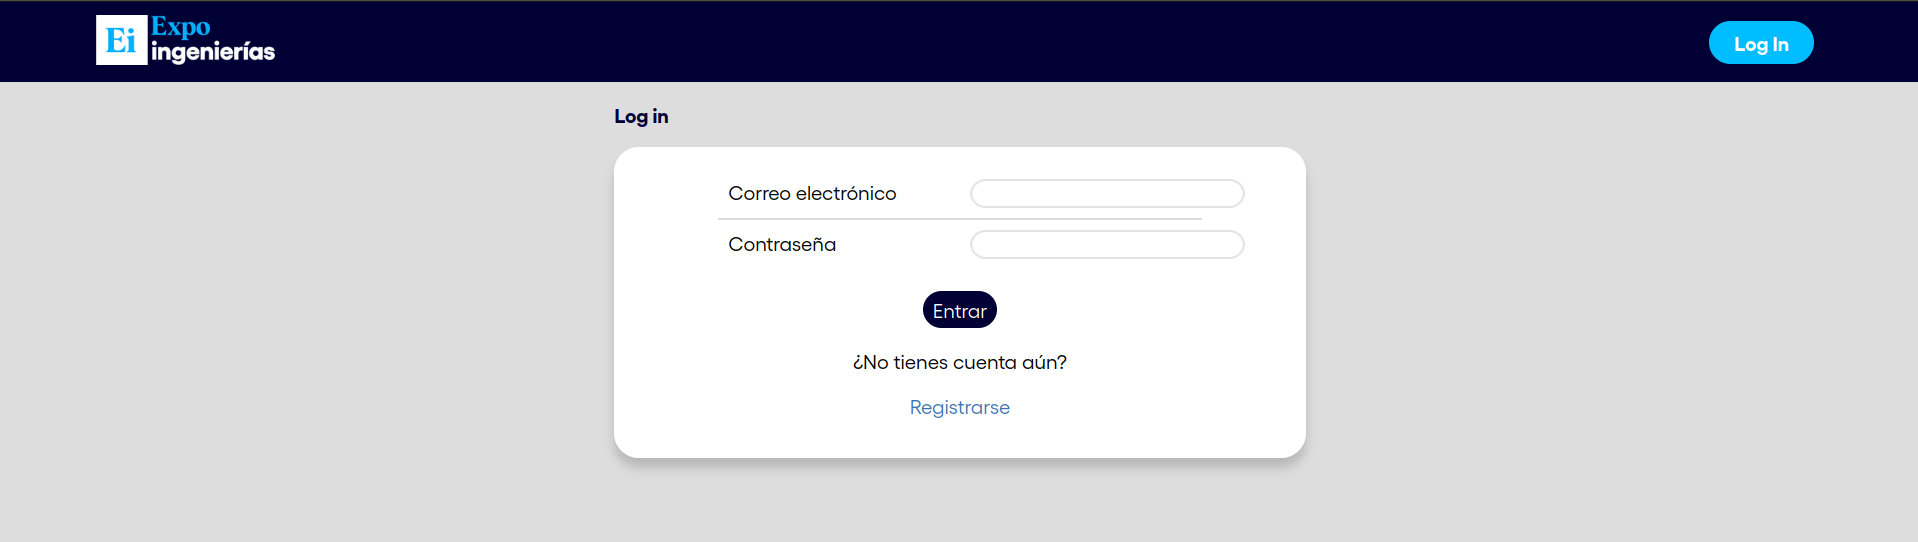 Ei Expo
ingenierías
Log In
Log in
Correo electrónico
Contraseña
Entrar
¿No tienes cuenta aún?
Registrarse